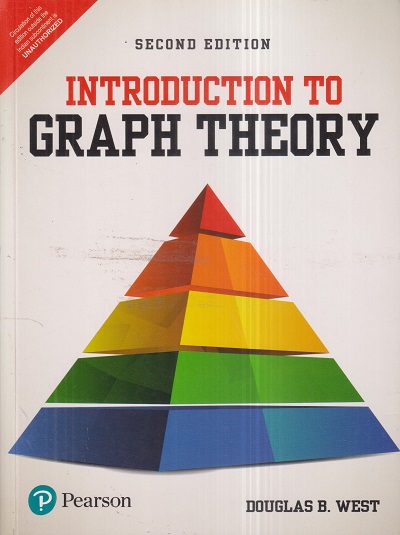 Circulation of this
edition outside the
Indian subcontinent is
UNAUTHORIZED
SECOND EDITION
INTRODUCTION TO
GRAPH THEORY
Pearson
DOUGLAS B. WEST